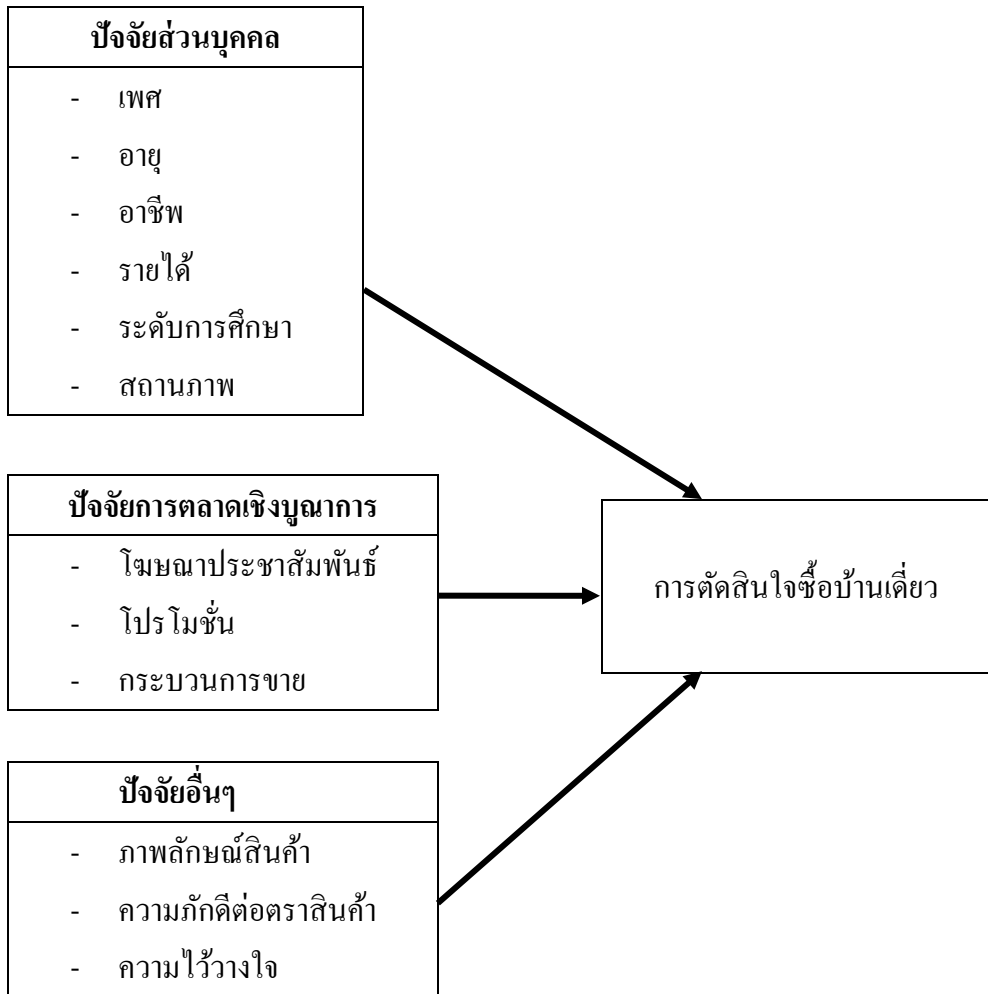 ปัจจัยส่วนบุคคล
- เพศ
- อายุ
- อาชีพ
- รายได้
- ระดับการศึกษา
- สถานภาพ
ปัจจัยการตลาดเชิงบูณาการ
- โฆษณาประชาสัมพันธ์
- โปรโมชั่น
- กระบวนการขาย
การตัดสินใจซื้อบ้านเดี่ยว
ปัจจัยอื่นๆ
- ภาพลักษณ์สินค้า
- ความภักดีต่อตราสินค้า
- ความไว้วางใจ